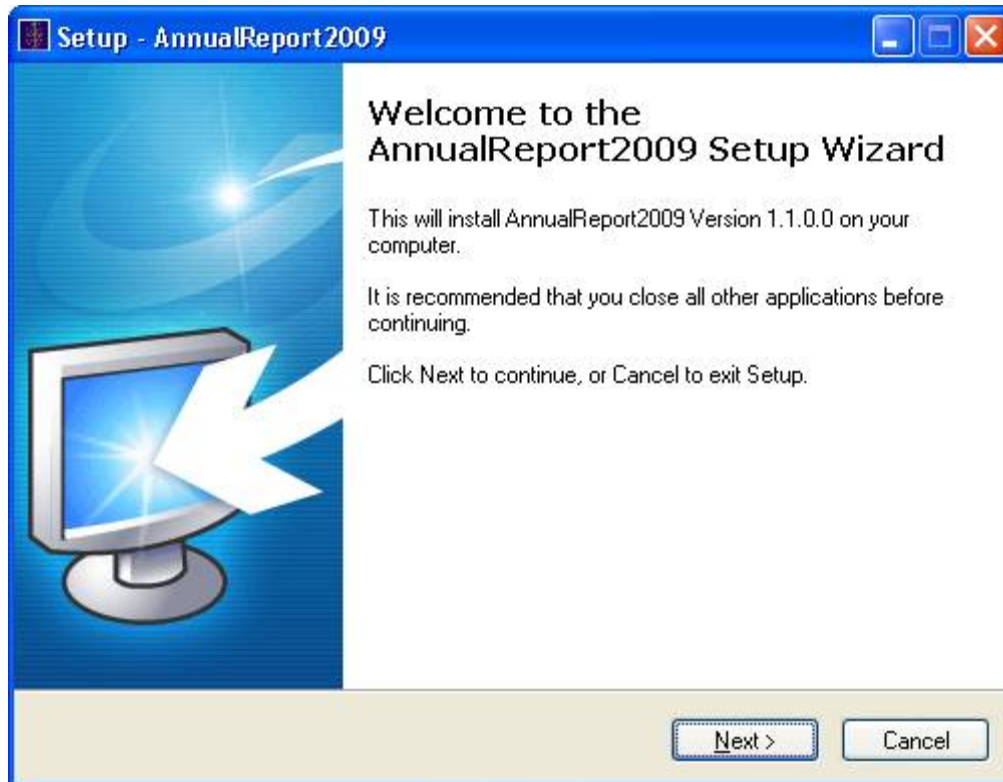 Setup - AnnualReport2009
Welcome to the
AnnualReport2009 Setup Wizard
This will install AnnualReport2009 Version 1.1.0.0 on your
computer.
It is recommended that you close all other applications before
continuing.
Click Next to continue, or Cancel to exit Setup.
Next >
Cancel